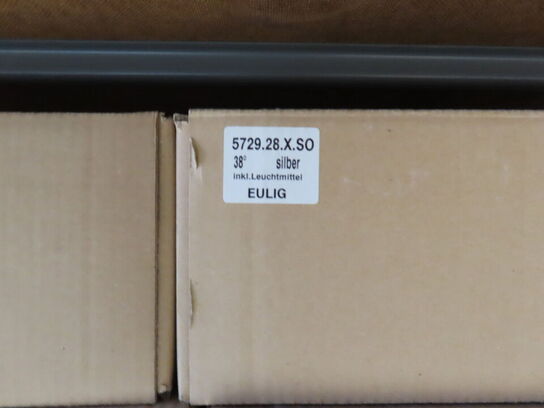 5729.28.X.SO
38° silber
inkl.Leuchtmittel
EULIG